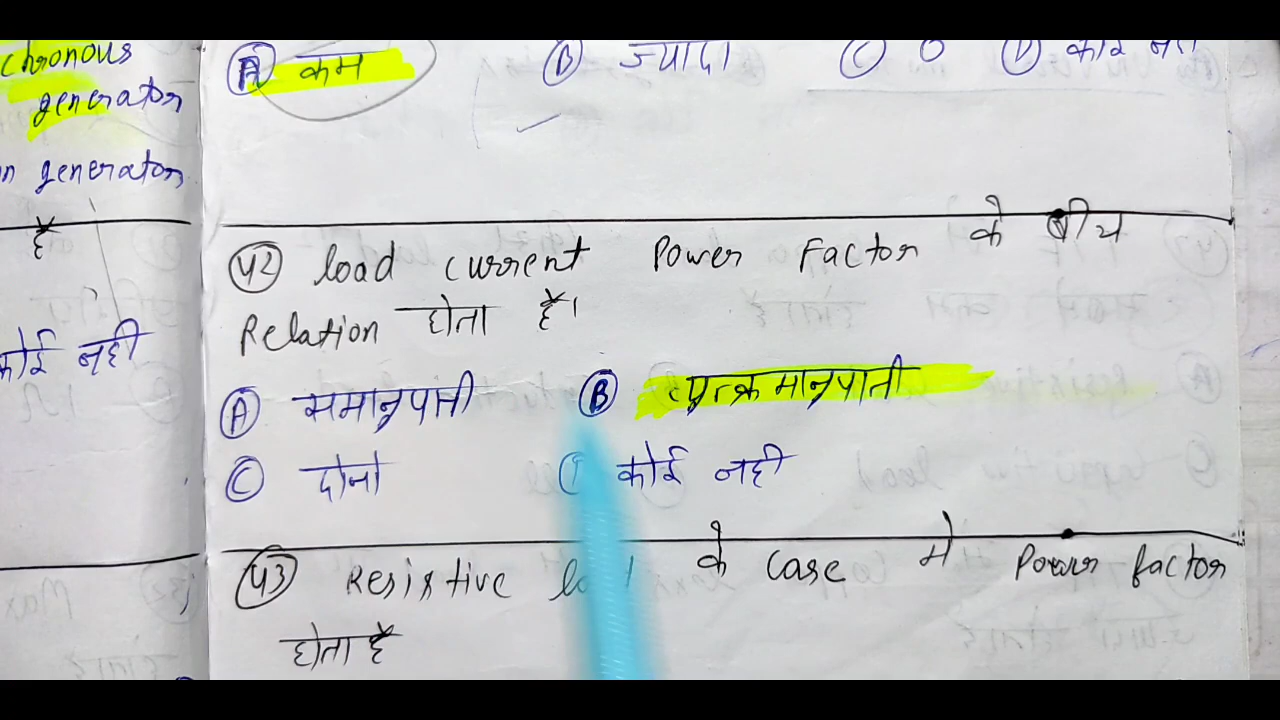 chronous
generator
n generator
है
कोई नही
(A) कम (B) ज्यादा (C) 0 (D) कोई नही
(42) load current Power Factor के बीच
Relation होता है।
(A) समानुपाती (B) व्युत्क्रमानुपाती
(C) दोनो कोई नही
(43) Resistive के case मे Power factor
होता है